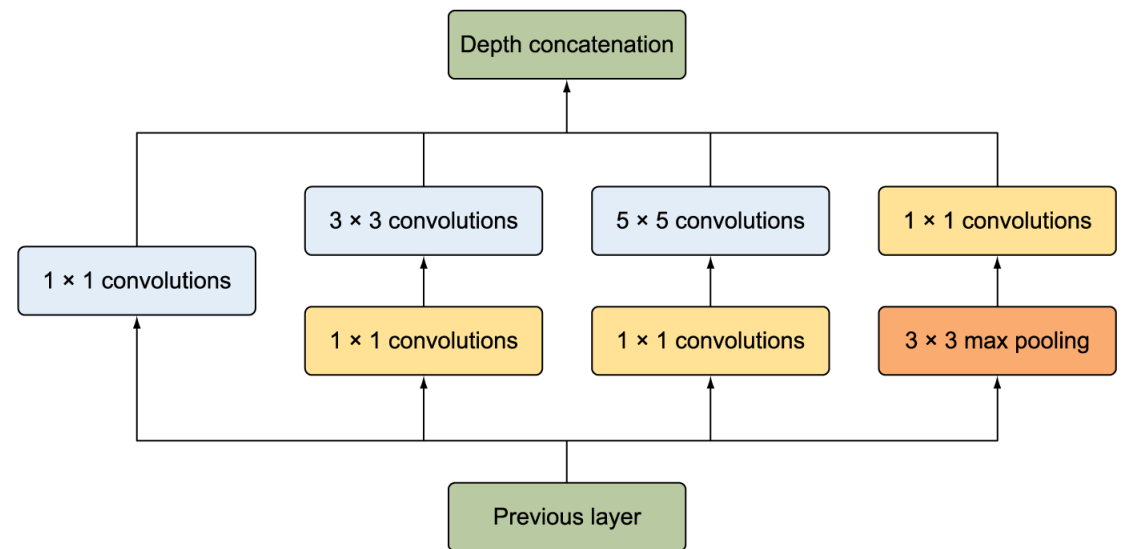 Depth concatenation
3 × 3 convolutions
5 × 5 convolutions
1 × 1 convolutions
1 × 1 convolutions
1 × 1 convolutions
1 × 1 convolutions
3 × 3 max pooling
Previous layer